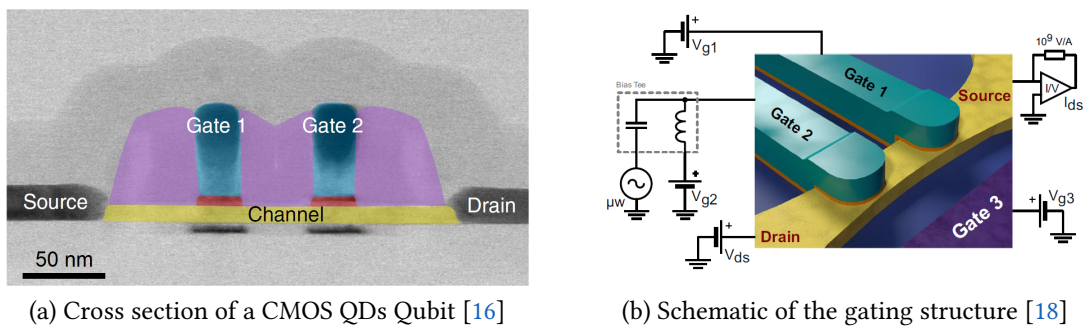 Gate 1
Gate 2
Source
Channel
Drain
50 nm
(a) Cross section of a CMOS QDs Qubit [16]
+
Vg1
10⁹ V/A
I/V
Ids
Bias Tee
Gate 1
Source
Gate 2
+
μw
Vg2
Gate 3
+
Vg3
Drain
+
Vds
(b) Schematic of the gating structure [18]